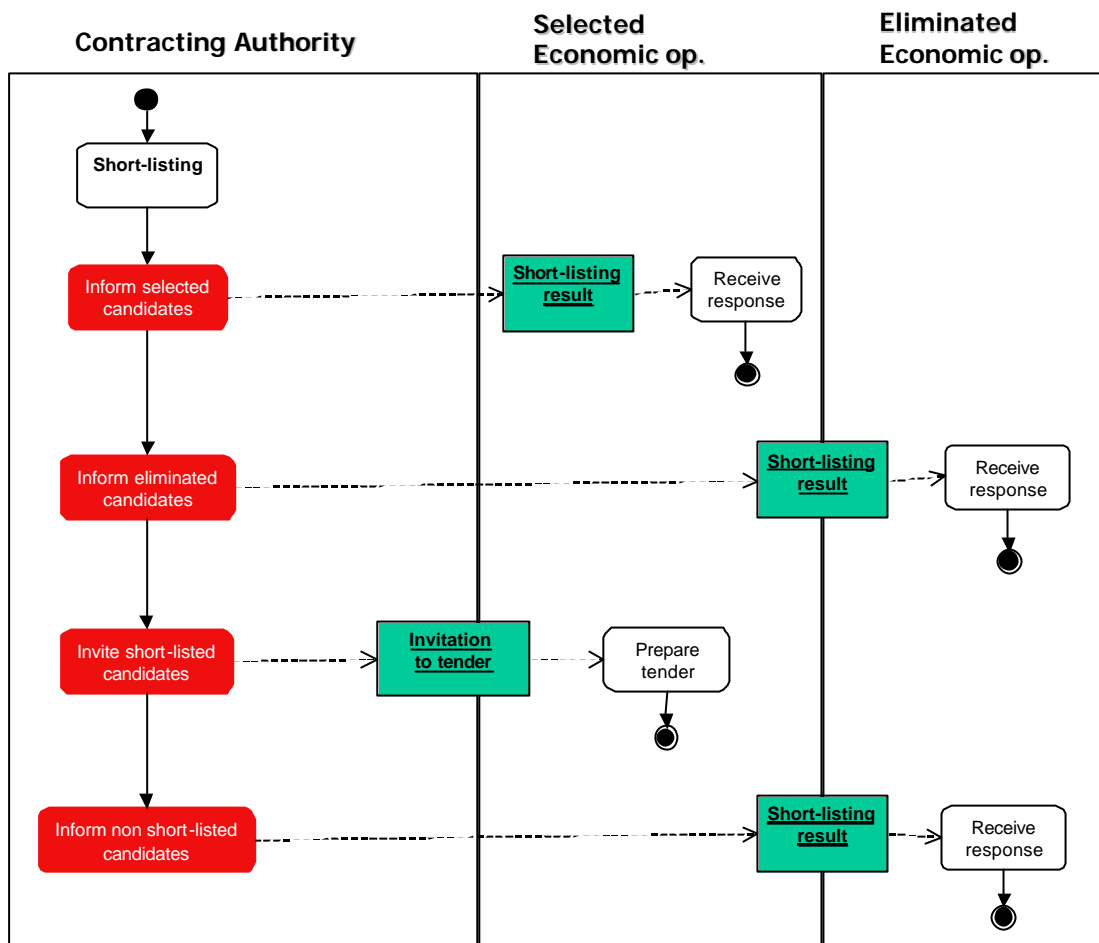 Contracting Authority
Selected
Economic op.
Eliminated
Economic op.
Short-listing
Inform selected
candidates
Short-listing
result
Receive
response
Inform eliminated
candidates
Short-listing
result
Receive
response
Invite short-listed
candidates
Invitation
to tender
Prepare
tender
Inform non short-listed
candidates
Short-listing
result
Receive
response